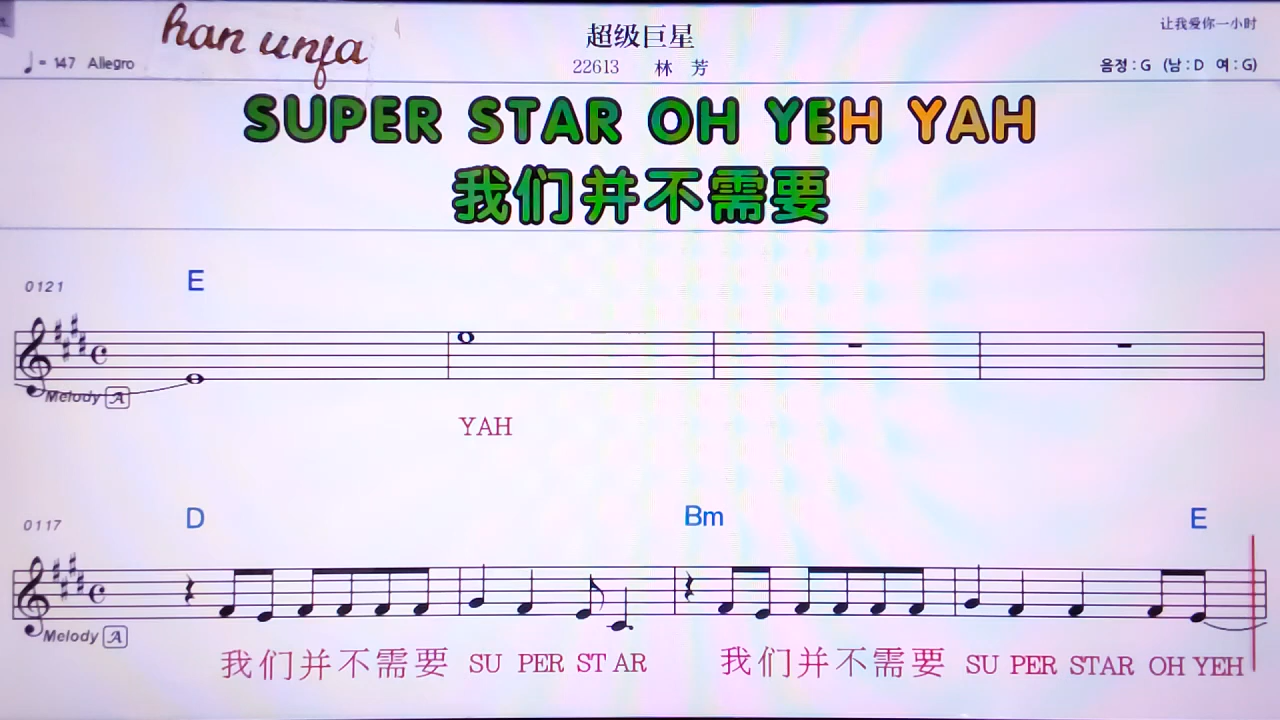 han unfa
超级巨星
让我爱你一小时
♩= 147 Allegro
22613 林 芳
음정 : G (남 : D 여 : G)
SUPER STAR OH YEH YAH
我们并不需要
0121
E
Melody A
YAH
0117
D Bm E
Melody A
我们并不需要 SU PER ST AR 我们并不需要 SU PER STAR OH YEH